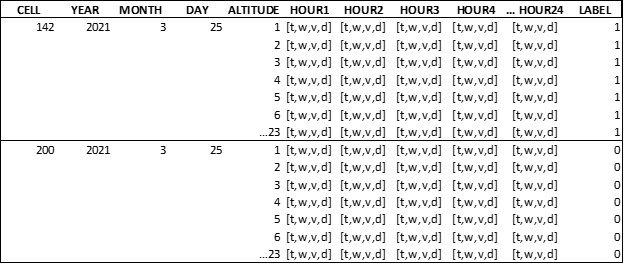 CELL YEAR MONTH DAY ALTITUDE HOUR1 HOUR2 HOUR3 HOUR4 ... HOUR24 LABEL
142 2021 3 25 1 [t,w,v,d] [t,w,v,d] [t,w,v,d] [t,w,v,d] [t,w,v,d] 1
2 [t,w,v,d] [t,w,v,d] [t,w,v,d] [t,w,v,d] [t,w,v,d] 1
3 [t,w,v,d] [t,w,v,d] [t,w,v,d] [t,w,v,d] [t,w,v,d] 1
4 [t,w,v,d] [t,w,v,d] [t,w,v,d] [t,w,v,d] [t,w,v,d] 1
5 [t,w,v,d] [t,w,v,d] [t,w,v,d] [t,w,v,d] [t,w,v,d] 1
6 [t,w,v,d] [t,w,v,d] [t,w,v,d] [t,w,v,d] [t,w,v,d] 1
...23 [t,w,v,d] [t,w,v,d] [t,w,v,d] [t,w,v,d] [t,w,v,d] 1
200 2021 3 25 1 [t,w,v,d] [t,w,v,d] [t,w,v,d] [t,w,v,d] [t,w,v,d] 0
2 [t,w,v,d] [t,w,v,d] [t,w,v,d] [t,w,v,d] [t,w,v,d] 0
3 [t,w,v,d] [t,w,v,d] [t,w,v,d] [t,w,v,d] [t,w,v,d] 0
4 [t,w,v,d] [t,w,v,d] [t,w,v,d] [t,w,v,d] [t,w,v,d] 0
5 [t,w,v,d] [t,w,v,d] [t,w,v,d] [t,w,v,d] [t,w,v,d] 0
6 [t,w,v,d] [t,w,v,d] [t,w,v,d] [t,w,v,d] [t,w,v,d] 0
...23 [t,w,v,d] [t,w,v,d] [t,w,v,d] [t,w,v,d] [t,w,v,d] 0